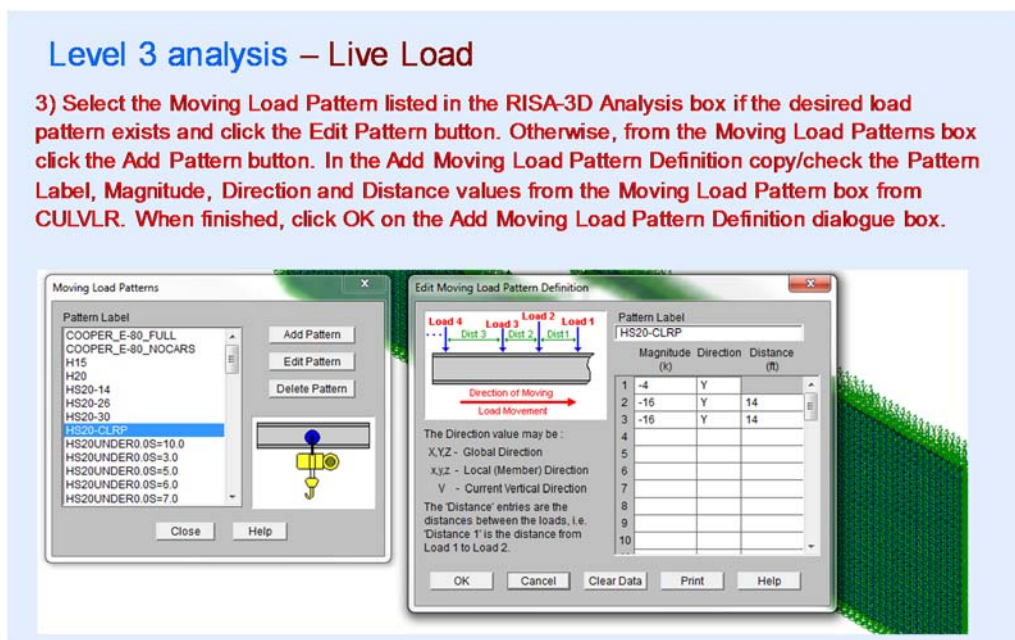 Level 3 analysis – Live Load
3) Select the Moving Load Pattern listed in the RISA-3D Analysis box if the desired load
pattern exists and click the Edit Pattern button. Otherwise, from the Moving Load Patterns box
click the Add Pattern button. In the Add Moving Load Pattern Definition copy/check the Pattern
Label, Magnitude, Direction and Distance values from the Moving Load Pattern box from
CULVLR. When finished, click OK on the Add Moving Load Pattern Definition dialogue box.
Moving Load Patterns
x
Pattern Label
COOPER_E-80_FULL
COOPER_E-80_NOCARS
H15
H20
HS20-14
HS20-26
HS20-30
HS20-CLRP
HS20UNDER0.0S=10.0
HS20UNDER0.0S=3.0
HS20UNDER0.0S=5.0
HS20UNDER0.0S=6.0
HS20UNDER0.0S=7.0
Add Pattern
Edit Pattern
Delete Pattern
Close
Help
Edit Moving Load Pattern Definition
x
Load 4 Load 3 Load 2 Load 1
Dist 3 Dist 2 Dist1
Direction of Moving
Load Movement
The Direction value may be :
X,Y,Z - Global Direction
x,y,z - Local (Member) Direction
V - Current Vertical Direction
The 'Distance' entries are the
distances between the loads, i.e.
'Distance 1' is the distance from
Load 1 to Load 2.
Pattern Label
HS20-CLRP
Magnitude Direction Distance
(k) (ft)
1 -4 Y
2 -16 Y 14
3 -16 Y 14
4
5
6
7
8
9
10
OK
Cancel
Clear Data
Print
Help